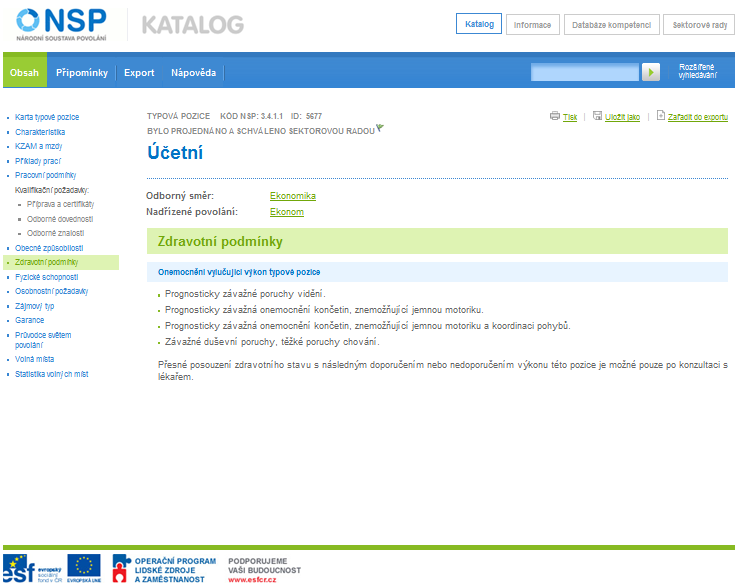 NSP
NÁRODNÍ SOUSTAVA POVOLÁNÍ
KATALOG
Katalog
Informace
Databáze kompetencí
Sektorové rady
Obsah
Připomínky
Export
Nápověda
Rozšířené
vyhledávání
Karta typové pozice
Charakteristika
KZAM a mzdy
Příklady prací
Pracovní podmínky
Kvalifikační požadavky:
Příprava a certifikáty
Odborné dovednosti
Odborné znalosti
Obecné způsobilosti
Zdravotní podmínky
Fyzické schopnosti
Osobnostní požadavky
Zájmový typ
Garance
Průvodce světem
povolání
Volná místa
Statistika volných míst
TYPOVÁ POZICE KÓD NSP: 3.4.1.1 ID: 5677
BYLO PROJEDNÁNO A SCHVÁLENO SEKTOROVOU RADOU
Tisk
Uložit jako
Zařadit do exportu
Účetní
Odborný směr: Ekonomika
Nadřízené povolání: Ekonom
Zdravotní podmínky
Onemocnění vylučující výkon typové pozice
Prognosticky závažné poruchy vidění.
Prognosticky závažná onemocnění končetin, znemožňující jemnou motoriku.
Prognosticky závažná onemocnění končetin, znemožňující jemnou motoriku a koordinaci pohybů.
Závažné duševní poruchy, těžké poruchy chování.
Přesné posouzení zdravotního stavu s následným doporučením nebo nedoporučením výkonu této pozice je možné pouze po konzultaci s
lékařem.
esf
evropský
sociální
fond v ČR
EVROPSKÁ UNIE
OPERAČNÍ PROGRAM
LIDSKÉ ZDROJE
A ZAMĚSTNANOST
PODPORUJEME
VAŠI BUDOUCNOST
www.esfcr.cz